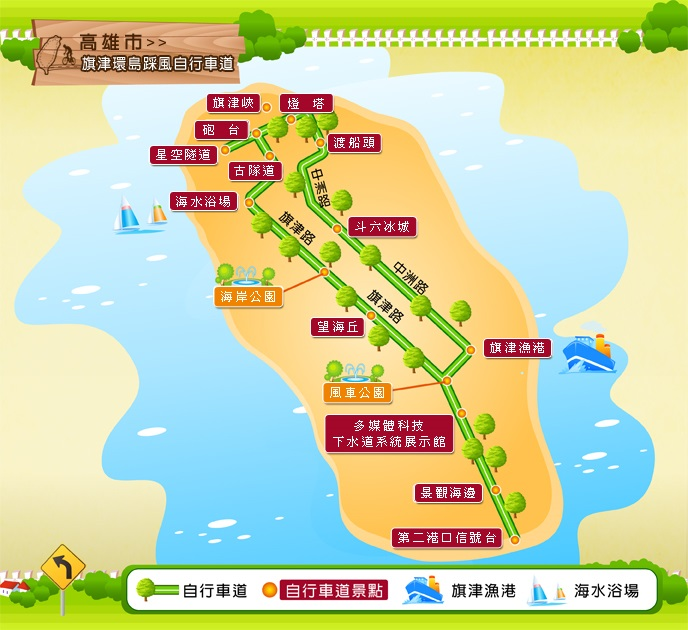 高雄市>>
旗津環島踩風自行車道
旗津峽
燈 塔
砲 台
渡船頭
星空隧道
古隧道
中洲路
海水浴場
斗六冰城
旗津路
中洲路
海岸公園
旗津路
望海丘
旗津漁港
風車公園
多媒體科技
下水道系統展示館
景觀海邊
第二港口信號台
自行車道
自行車道景點
旗津漁港
海水浴場